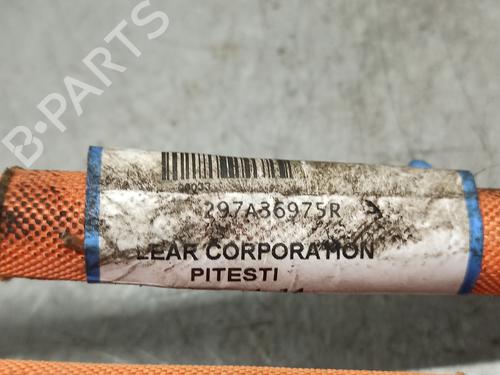 B-PARTS
297A36975R
LEAR CORPORATION
PITESTI